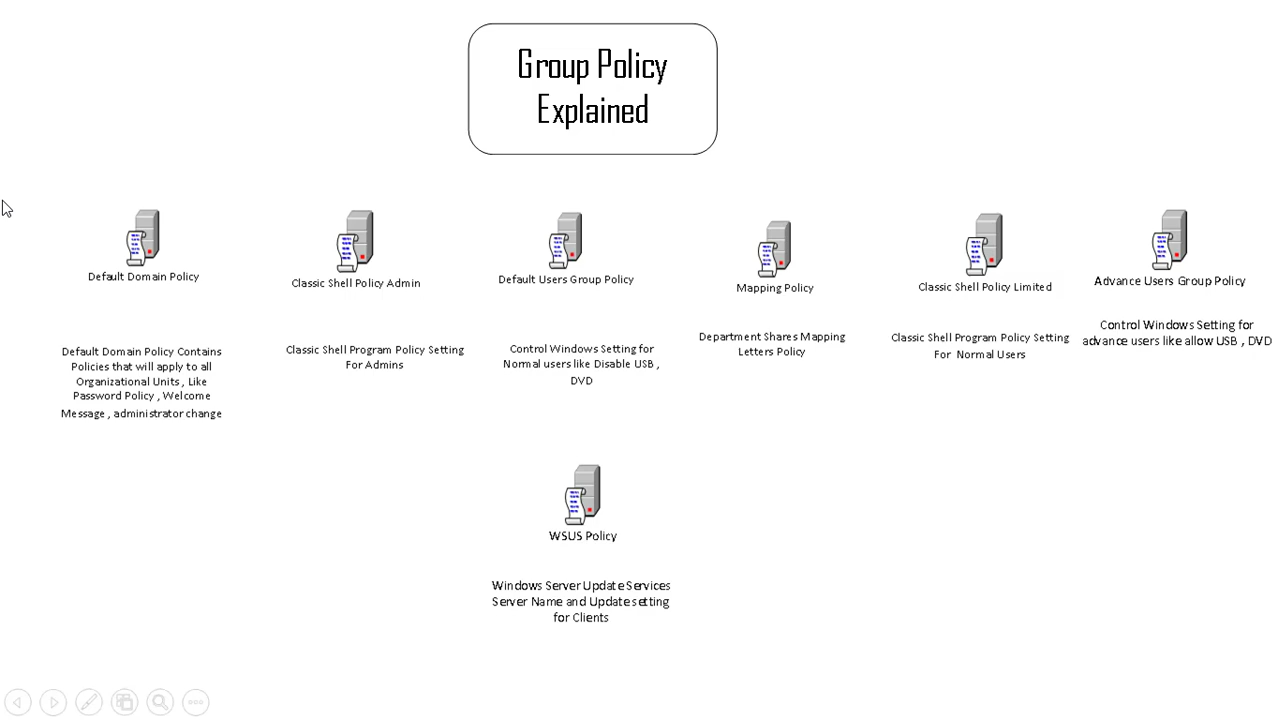 Group Policy
Explained
Default Domain Policy
Classic Shell Policy Admin
Default Users Group Policy
Mapping Policy
Classic Shell Policy Limited
Advance Users Group Policy
Default Domain Policy Contains
Policies that will apply to all
Organizational Units , Like
Password Policy , Welcome
Message , administrator change
Classic Shell Program Policy Setting
For Admins
Control Windows Setting for
Normal users like Disable USB ,
DVD
Department Shares Mapping
Letters Policy
Classic Shell Program Policy Setting
For Normal Users
Control Windows Setting for
advance users like allow USB , DVD
WSUS Policy
Windows Server Update Services
Server Name and Update setting
for Clients